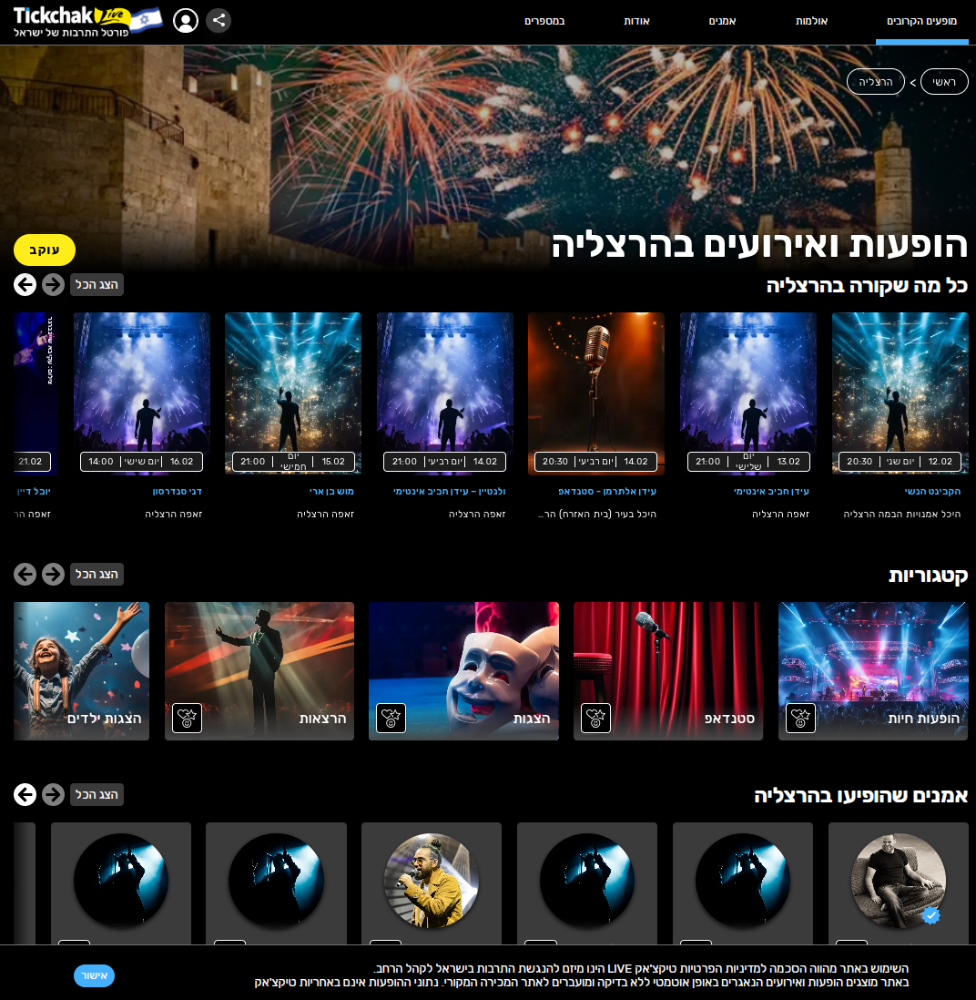 מופעים הקרובים
אולמות
אמנים
אודות
במספרים
Tickchak Live
פורטל התרבות של ישראל
ראשי > הרצליה
הופעות ואירועים בהרצליה
עוקב
כל מה שקורה בהרצליה
הצג הכל
12.02 | יום שני | 20:30
הקבינט הנשי
היכל אמנויות הבמה הרצליה
13.02 | יום שלישי | 21:00
עידן חביב אינטימי
זאפה הרצליה
14.02 | יום רביעי | 20:30
עידן אלתרמן - סטנדאפ
היכל בעיר (בית האזרח) הר...
14.02 | יום רביעי | 21:00
ולנטיין – עידן חביב אינטימי
זאפה הרצליה
15.02 | יום חמישי | 21:00
מוש בן ארי
זאפה הרצליה
16.02 | יום שישי | 14:00
דני סנדרסון
זאפה הרצליה
21.02
יובל דיין
זאפה הר
קטגוריות
הצג הכל
הופעות חיות
סטנדאפ
הצגות
הרצאות
הצגות ילדים
אמנים שהופיעו בהרצליה
הצג הכל
השימוש באתר מהווה הסכמה למדיניות הפרטיות טיקצ'אק LIVE הינו מיזם להנגשת התרבות בישראל לקהל הרחב.
באתר מוצגים הופעות ואירועים הנאגרים באופן אוטמטי ללא בדיקה ומועברים לאתר המכירה המקורי. נתוני ההופעות אינם באחריות טיקצ'אק
אישור